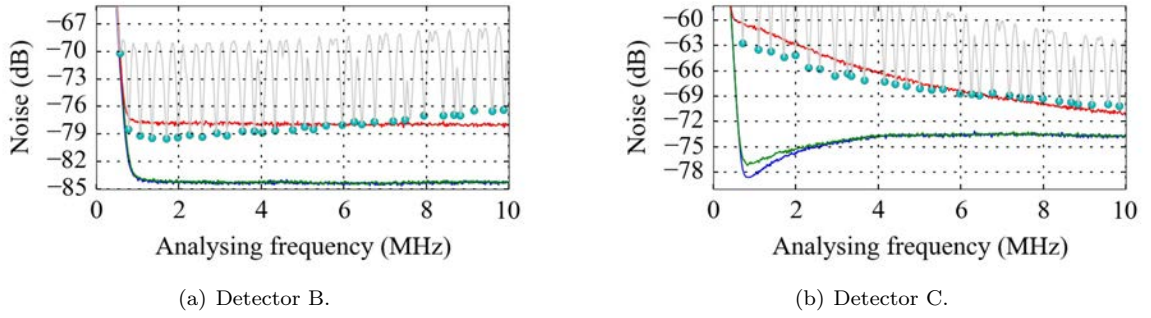 −67
−70
−73
−76
−79
−82
−85
Noise (dB)
0 2 4 6 8 10
Analysing frequency (MHz)
(a) Detector B.
−60
−63
−66
−69
−72
−75
−78
Noise (dB)
0 2 4 6 8 10
Analysing frequency (MHz)
(b) Detector C.